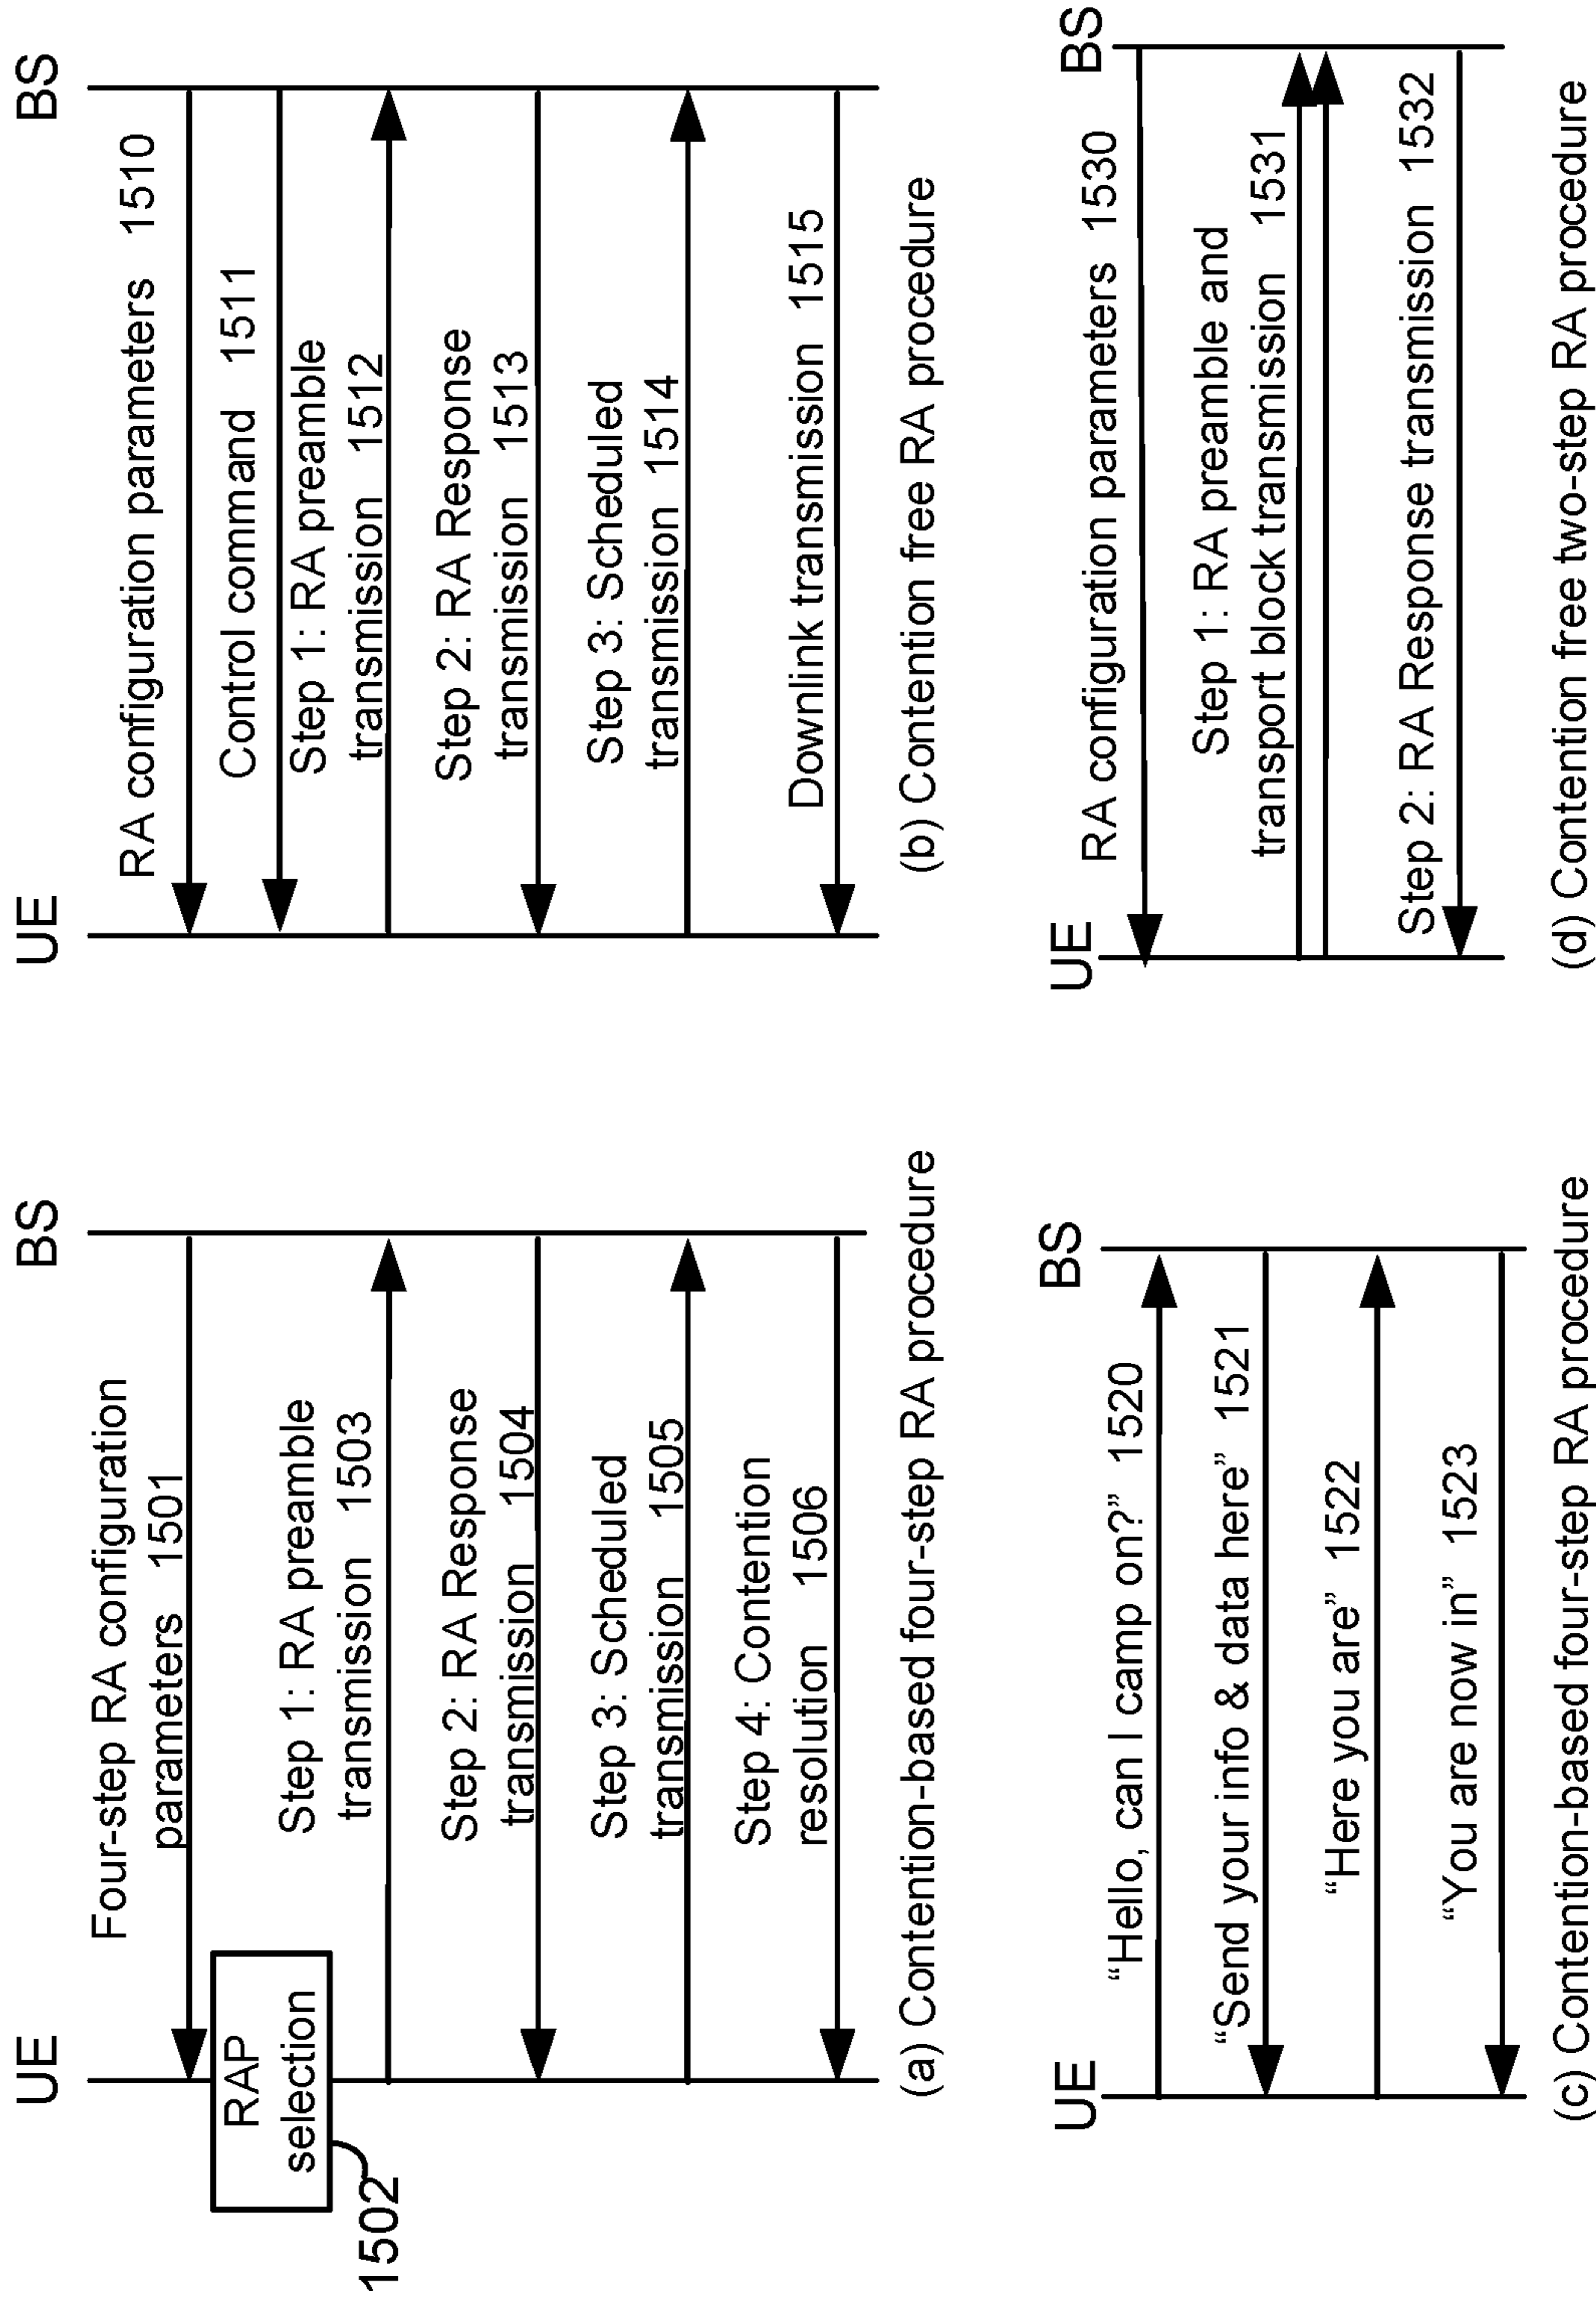 UE
BS
Four-step RA configuration
parameters 1501
RAP
selection
1502
Step 1: RA preamble
transmission 1503
Step 2: RA Response
transmission 1504
Step 3: Scheduled
transmission 1505
Step 4: Contention
resolution 1506
(a) Contention-based four-step RA procedure
UE
BS
RA configuration parameters 1510
Control command 1511
Step 1: RA preamble
transmission 1512
Step 2: RA Response
transmission 1513
Step 3: Scheduled
transmission 1514
Downlink transmission 1515
(b) Contention free RA procedure
UE
BS
“Hello, can I camp on?” 1520
“Send your info & data here” 1521
“Here you are” 1522
“You are now in” 1523
(c) Contention-based four-step RA procedure
UE
BS
RA configuration parameters 1530
Step 1: RA preamble and
transport block transmission 1531
Step 2: RA Response transmission 1532
(d) Contention free two-step RA procedure